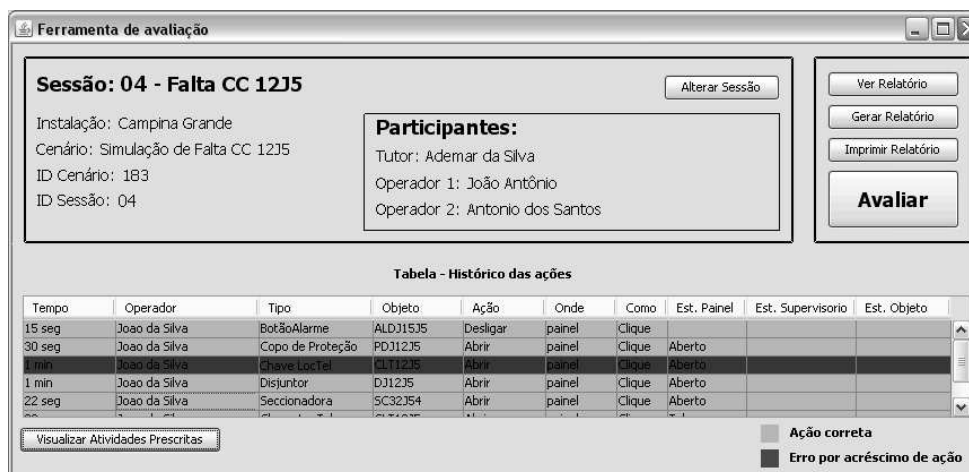 Ferramenta de avaliação
Sessão: 04 - Falta CC 12J5
Alterar Sessão
Instalação: Campina Grande
Cenário: Simulação de Falta CC 12J5
ID Cenário: 183
ID Sessão: 04
Participantes:
Tutor: Ademar da Silva
Operador 1: João Antônio
Operador 2: Antonio dos Santos
Ver Relatório
Gerar Relatório
Imprimir Relatório
Avaliar
Tabela - Histórico das ações
Tempo Operador Tipo Objeto Ação Onde Como Est. Painel Est. Supervisorio Est. Objeto
15 seg Joao da Silva BotãoAlarme ALDJ15J5 Desligar painel Clique
30 seg Joao da Silva Copo de Proteção PDJ12J5 Abrir painel Clique Aberto
1 min Joao da Silva Chave LocTel CLT12J5 Abrir painel Clique Aberto
1 min Joao da Silva Disjuntor DJ12J5 Abrir painel Clique Aberto
22 seg Joao da Silva Seccionadora SC32J54 Abrir painel Clique Aberto
Visualizar Atividades Prescritas
Ação correta
Erro por acréscimo de ação